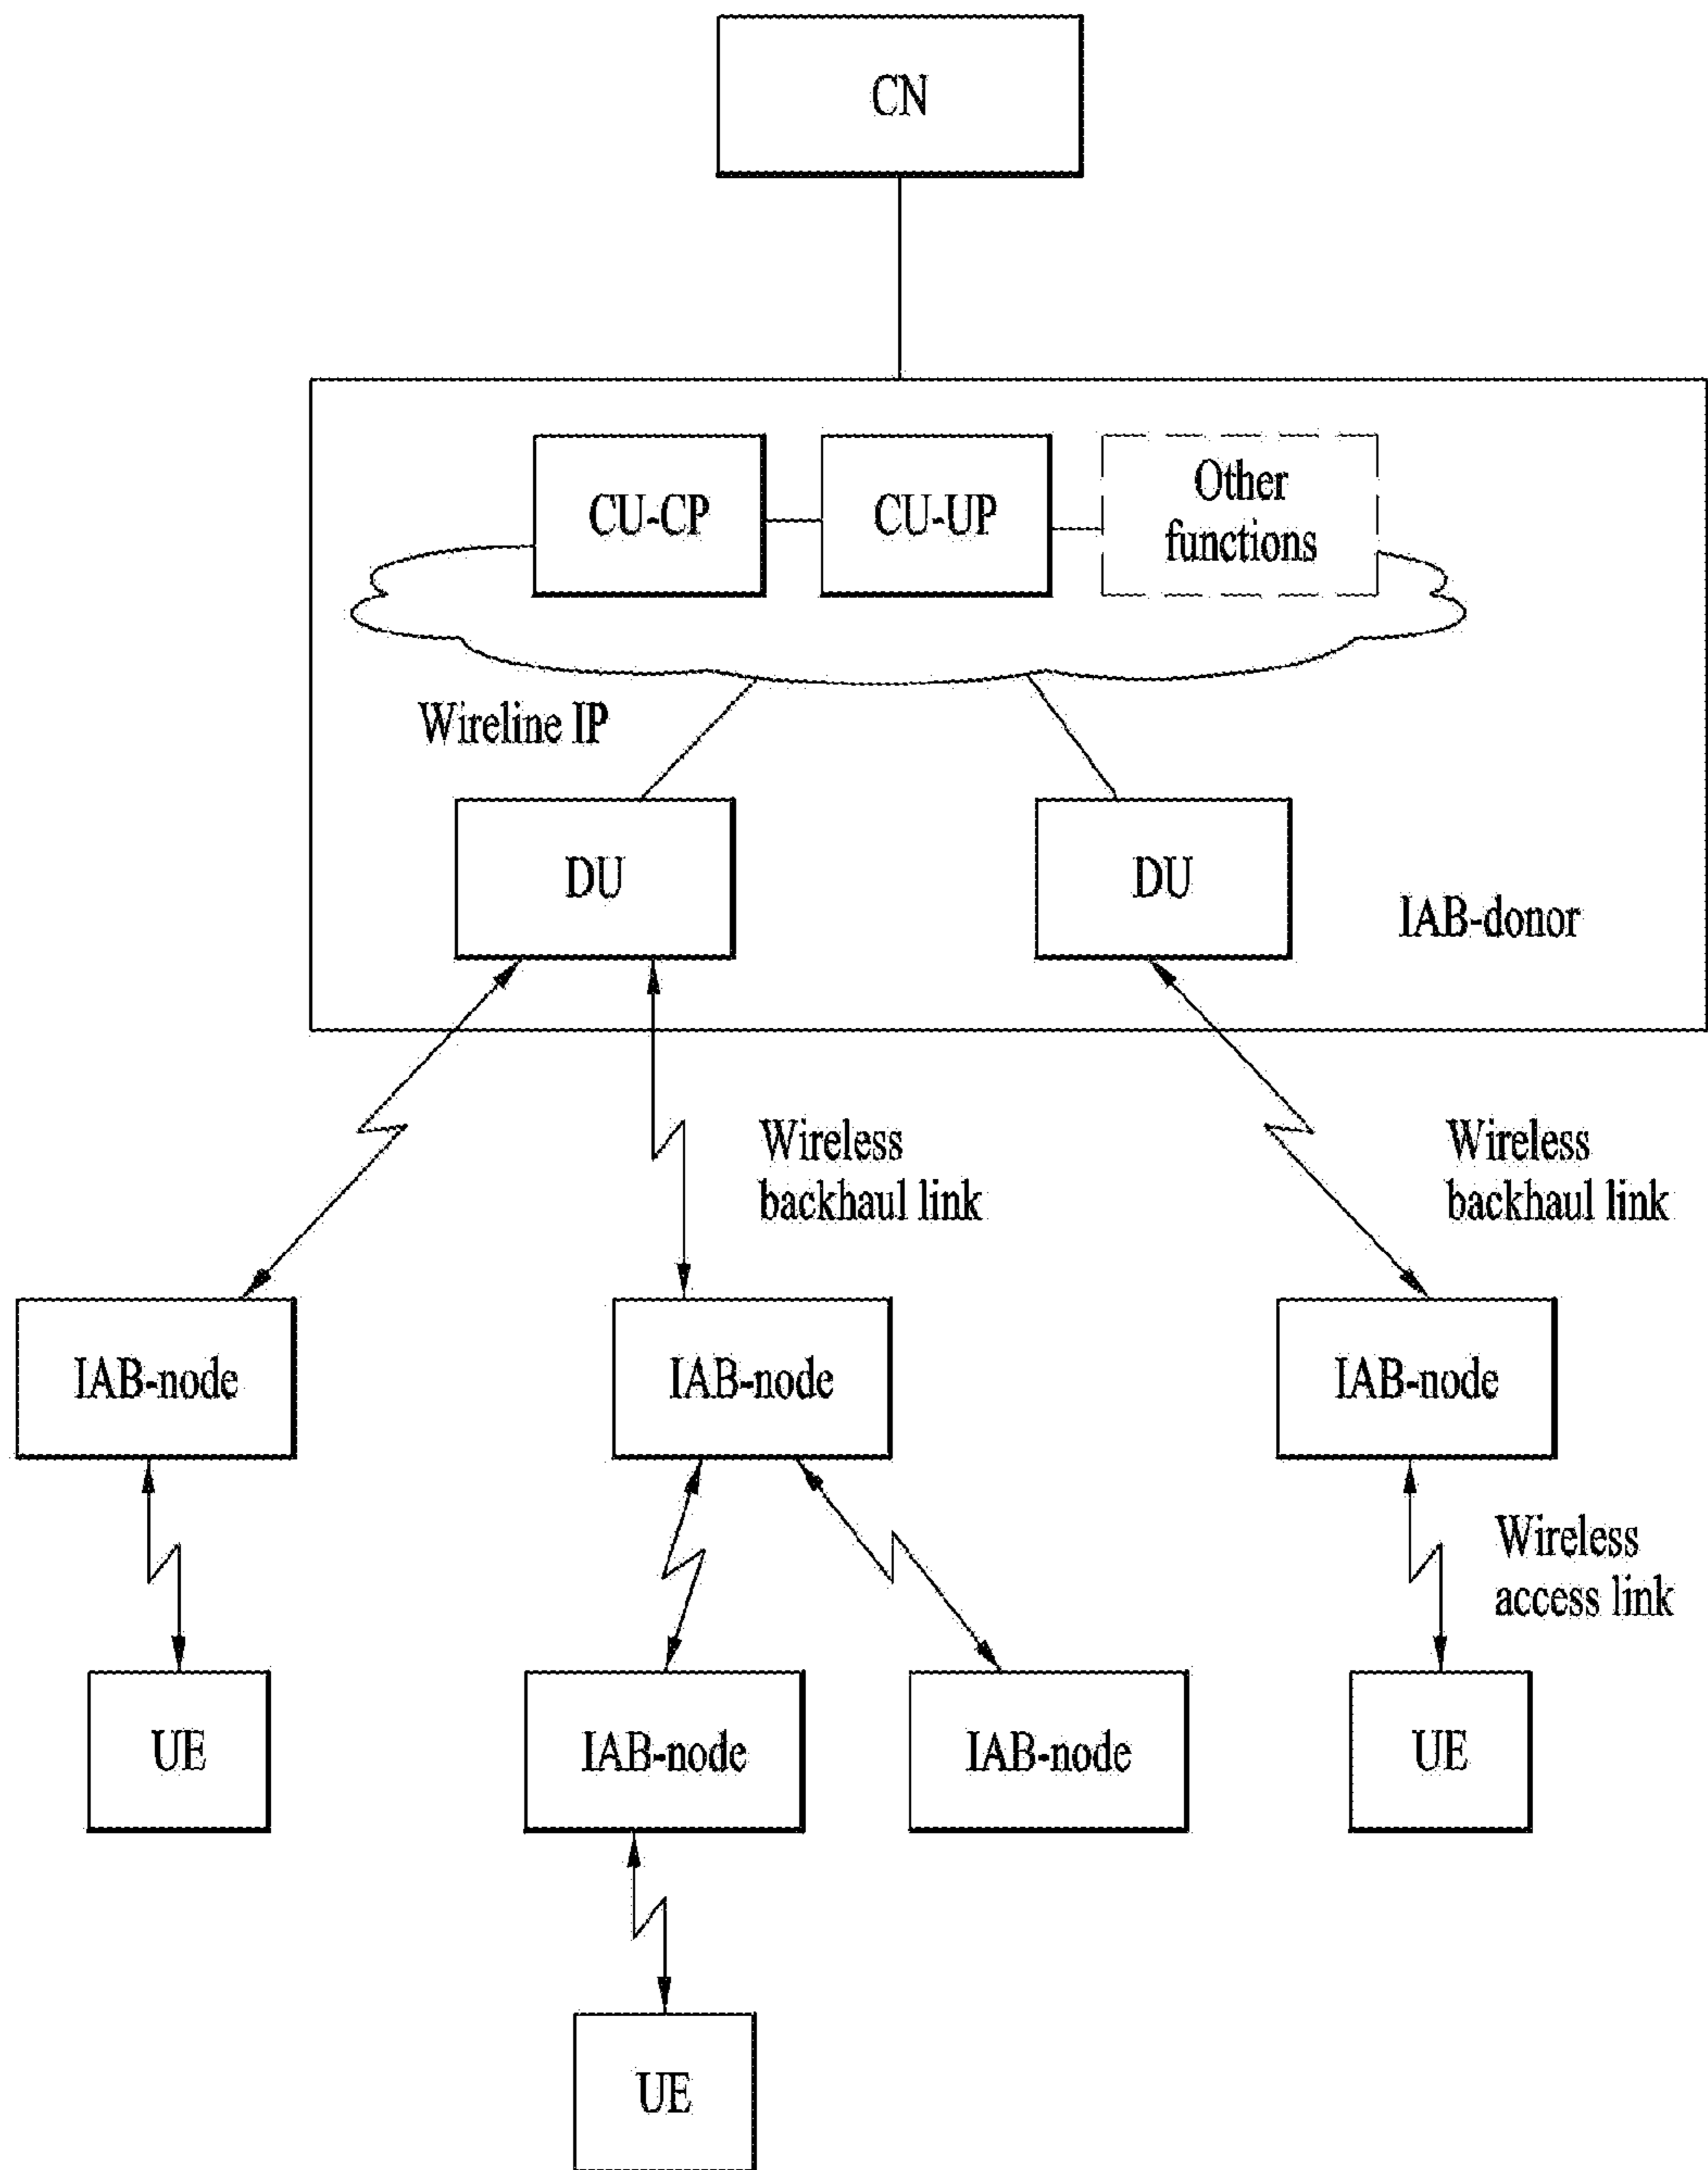 CN
CU-CP
CU-UP
Other
functions
Wireline IP
DU
DU
IAB-donor
Wireless
backhaul link
Wireless
backhaul link
IAB-node
IAB-node
IAB-node
Wireless
access link
UE
IAB-node
IAB-node
UE
UE